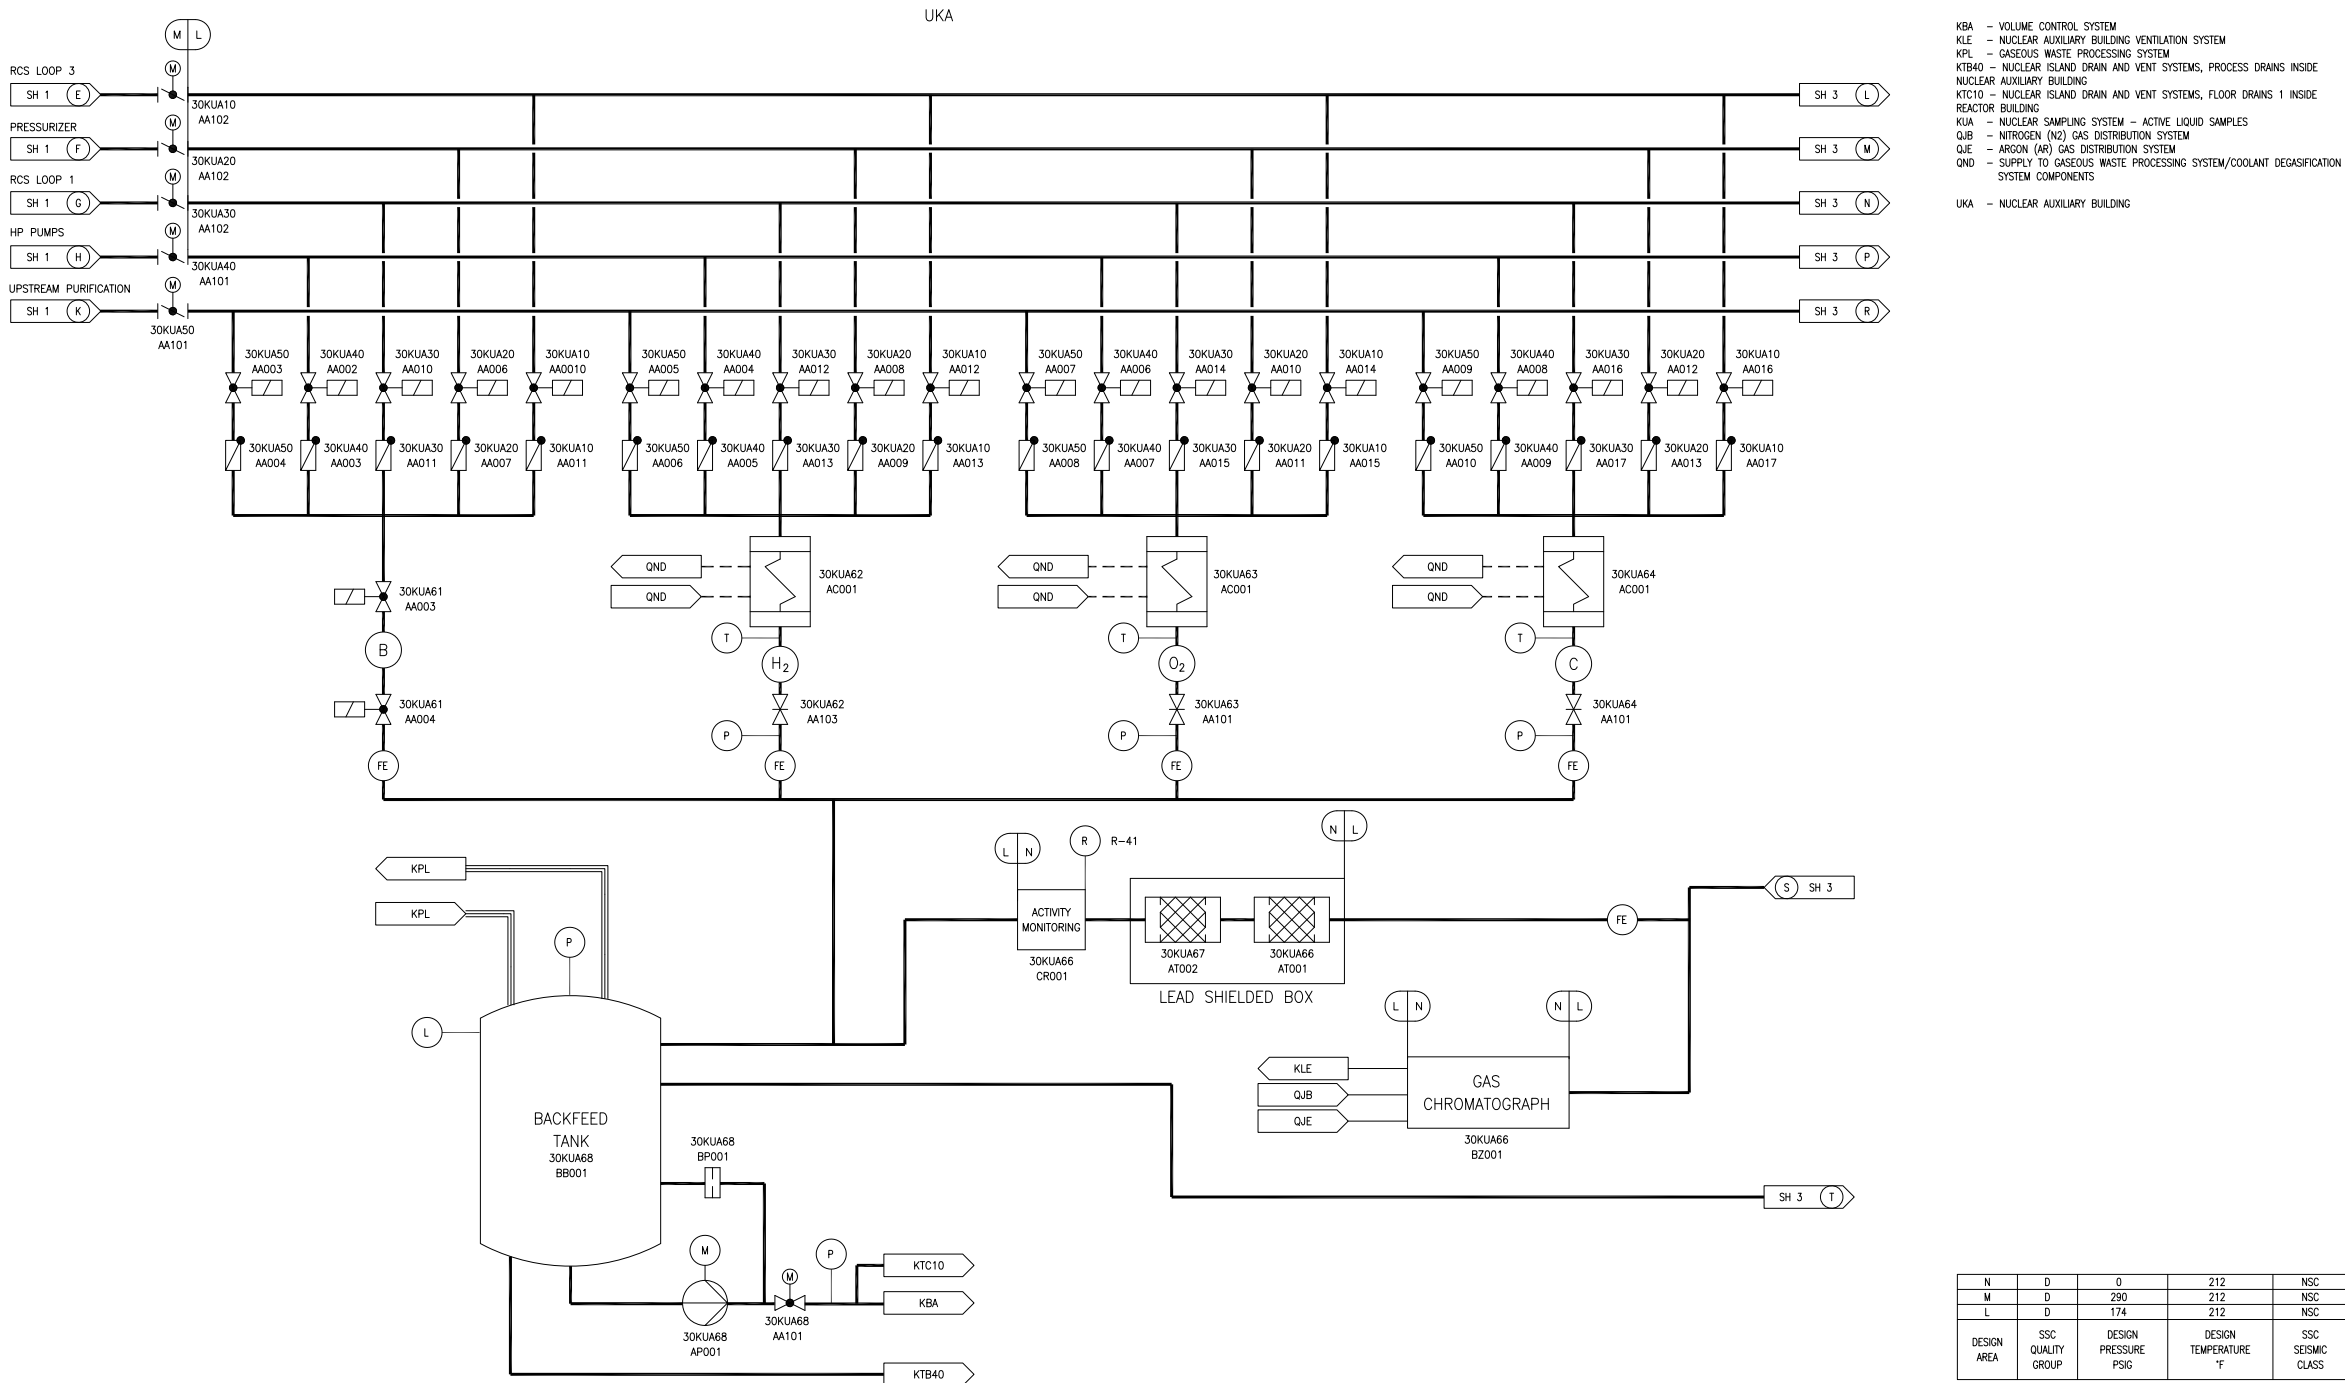 UKA
M L
RCS LOOP 3
SH 1 E
M
30KUA10
AA102
SH 3 L
PRESSURIZER
SH 1 F
M
30KUA20
AA102
SH 3 M
RCS LOOP 1
SH 1 G
M
30KUA30
AA102
SH 3 N
HP PUMPS
SH 1 H
M
30KUA40
AA101
SH 3 P
UPSTREAM PURIFICATION
SH 1 K
M
30KUA50
AA101
SH 3 R
KBA – VOLUME CONTROL SYSTEM
KLE – NUCLEAR AUXILIARY BUILDING VENTILATION SYSTEM
KPL – GASEOUS WASTE PROCESSING SYSTEM
KTB40 – NUCLEAR ISLAND DRAIN AND VENT SYSTEMS, PROCESS DRAINS INSIDE
NUCLEAR AUXILIARY BUILDING
KTC10 – NUCLEAR ISLAND DRAIN AND VENT SYSTEMS, FLOOR DRAINS 1 INSIDE
REACTOR BUILDING
KUA – NUCLEAR SAMPLING SYSTEM – ACTIVE LIQUID SAMPLES
QJB – NITROGEN (N2) GAS DISTRIBUTION SYSTEM
QJE – ARGON (AR) GAS DISTRIBUTION SYSTEM
QND – SUPPLY TO GASEOUS WASTE PROCESSING SYSTEM/COOLANT DEGASIFICATION
SYSTEM COMPONENTS
UKA – NUCLEAR AUXILIARY BUILDING
30KUA50 30KUA40 30KUA30 30KUA20 30KUA10 30KUA50 30KUA40 30KUA30 30KUA20 30KUA10 30KUA50 30KUA40 30KUA30 30KUA20 30KUA10 30KUA50 30KUA40 30KUA30 30KUA20 30KUA10
AA003 AA002 AA010 AA006 AA0010 AA005 AA004 AA012 AA008 AA012 AA007 AA006 AA014 AA010 AA014 AA009 AA008 AA016 AA012 AA016
30KUA50 30KUA40 30KUA30 30KUA20 30KUA10 30KUA50 30KUA40 30KUA30 30KUA20 30KUA10 30KUA50 30KUA40 30KUA30 30KUA20 30KUA10 30KUA50 30KUA40 30KUA30 30KUA20 30KUA10
AA004 AA003 AA011 AA007 AA011 AA006 AA005 AA013 AA009 AA013 AA008 AA007 AA015 AA011 AA015 AA010 AA009 AA017 AA013 AA017
30KUA61
AA003
B
30KUA61
AA004
FE
QND
QND
30KUA62
AC001
T
H2
30KUA62
AA103
P
FE
QND
QND
30KUA63
AC001
T
O2
30KUA63
AA101
P
FE
QND
QND
30KUA64
AC001
T
C
30KUA64
AA101
P
FE
KPL
KPL
P
L
BACKFEED
TANK
30KUA68
BB001
L N
R R-41
ACTIVITY
MONITORING
30KUA66
CR001
N L
30KUA67
AT002
30KUA66
AT001
LEAD SHIELDED BOX
FE
S SH 3
L N
N L
KLE
QJB
QJE
GAS
CHROMATOGRAPH
30KUA66
BZ001
SH 3 T
30KUA68
BP001
M
30KUA68
AP001
M
30KUA68
AA101
P
KTC10
KBA
KTB40
N D 0 212 NSC
M D 290 212 NSC
L D 174 212 NSC
DESIGN
AREA
SSC
QUALITY
GROUP
DESIGN
PRESSURE
PSIG
DESIGN
TEMPERATURE
°F
SSC
SEISMIC
CLASS